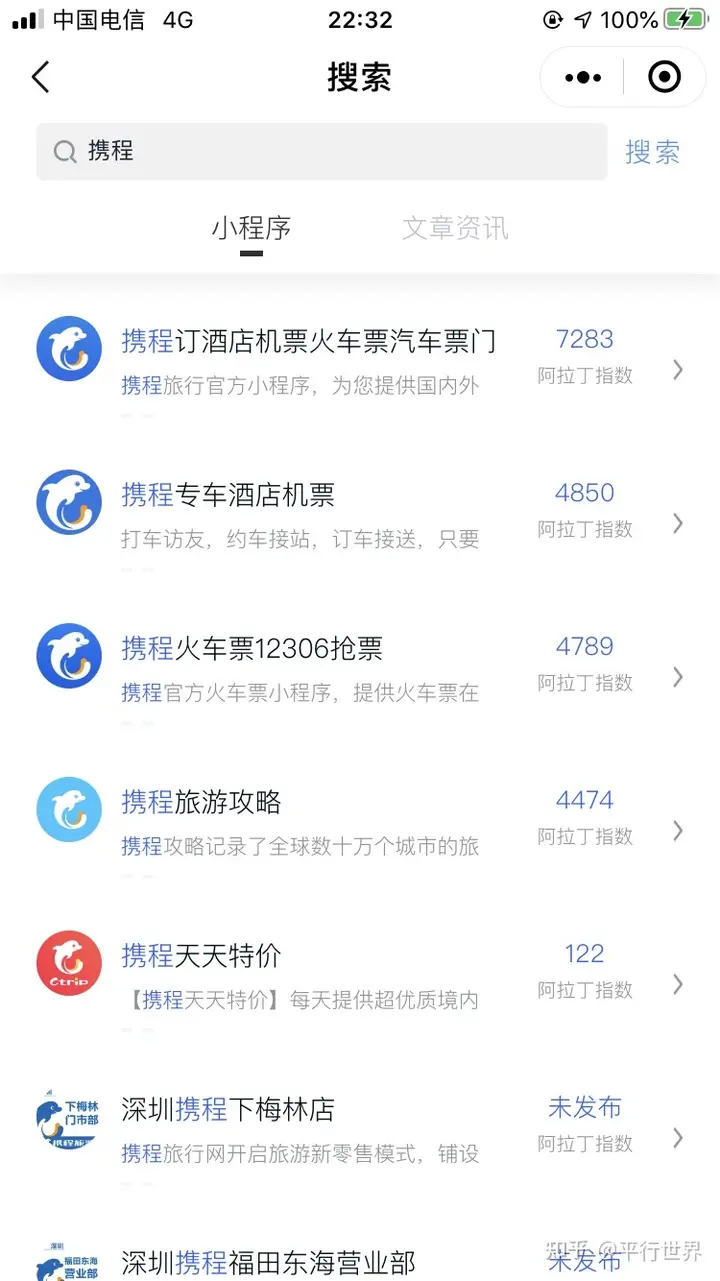 中国电信 4G 22:32 100%
搜索
携程 搜索
小程序 文章资讯
携程订酒店机票火车票汽车票门 7283
携程旅行官方小程序，为您提供国内外 阿拉丁指数
携程专车酒店机票 4850
打车访友，约车接站，订车接送，只要 阿拉丁指数
携程火车票12306抢票 4789
携程官方火车票小程序，提供火车票在 阿拉丁指数
携程旅游攻略 4474
携程攻略记录了全球数十万个城市的旅 阿拉丁指数
Ctrip
携程天天特价 122
【携程天天特价】每天提供超优质境内 阿拉丁指数
下梅林
门市部
深圳携程下梅林店 未发布
携程旅行网开启旅游新零售模式，铺设 阿拉丁指数
深圳
福田东海
营业部
深圳携程福田东海营业部 未发布
知乎 @平行世界